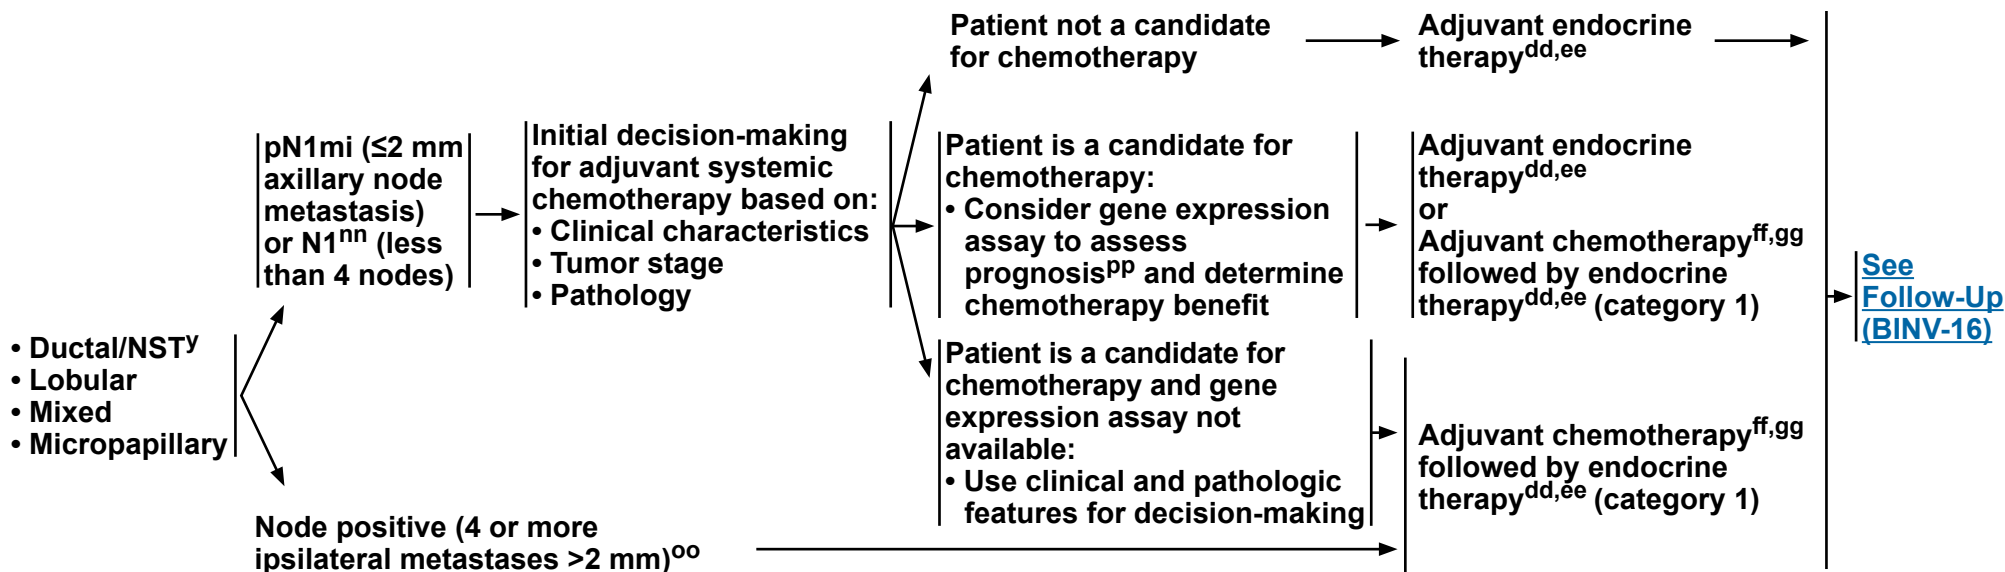 • Ductal/NSTy
• Lobular
• Mixed
• Micropapillary
pN1mi (≤2 mm
axillary node
metastasis)
or N1nn (less
than 4 nodes)
Node positive (4 or more
ipsilateral metastases >2 mm)oo
Initial decision-making
for adjuvant systemic
chemotherapy based on:
• Clinical characteristics
• Tumor stage
• Pathology
Patient not a candidate
for chemotherapy
Adjuvant endocrine
therapydd,ee
Patient is a candidate for
chemotherapy:
• Consider gene expression
assay to assess
prognosispp and determine
chemotherapy benefit
Adjuvant endocrine
therapydd,ee
or
Adjuvant chemotherapyff,gg
followed by endocrine
therapydd,ee (category 1)
Patient is a candidate for
chemotherapy and gene
expression assay not
available:
• Use clinical and pathologic
features for decision-making
Adjuvant chemotherapyff,gg
followed by endocrine
therapydd,ee (category 1)
See
Follow-Up
(BINV-16)